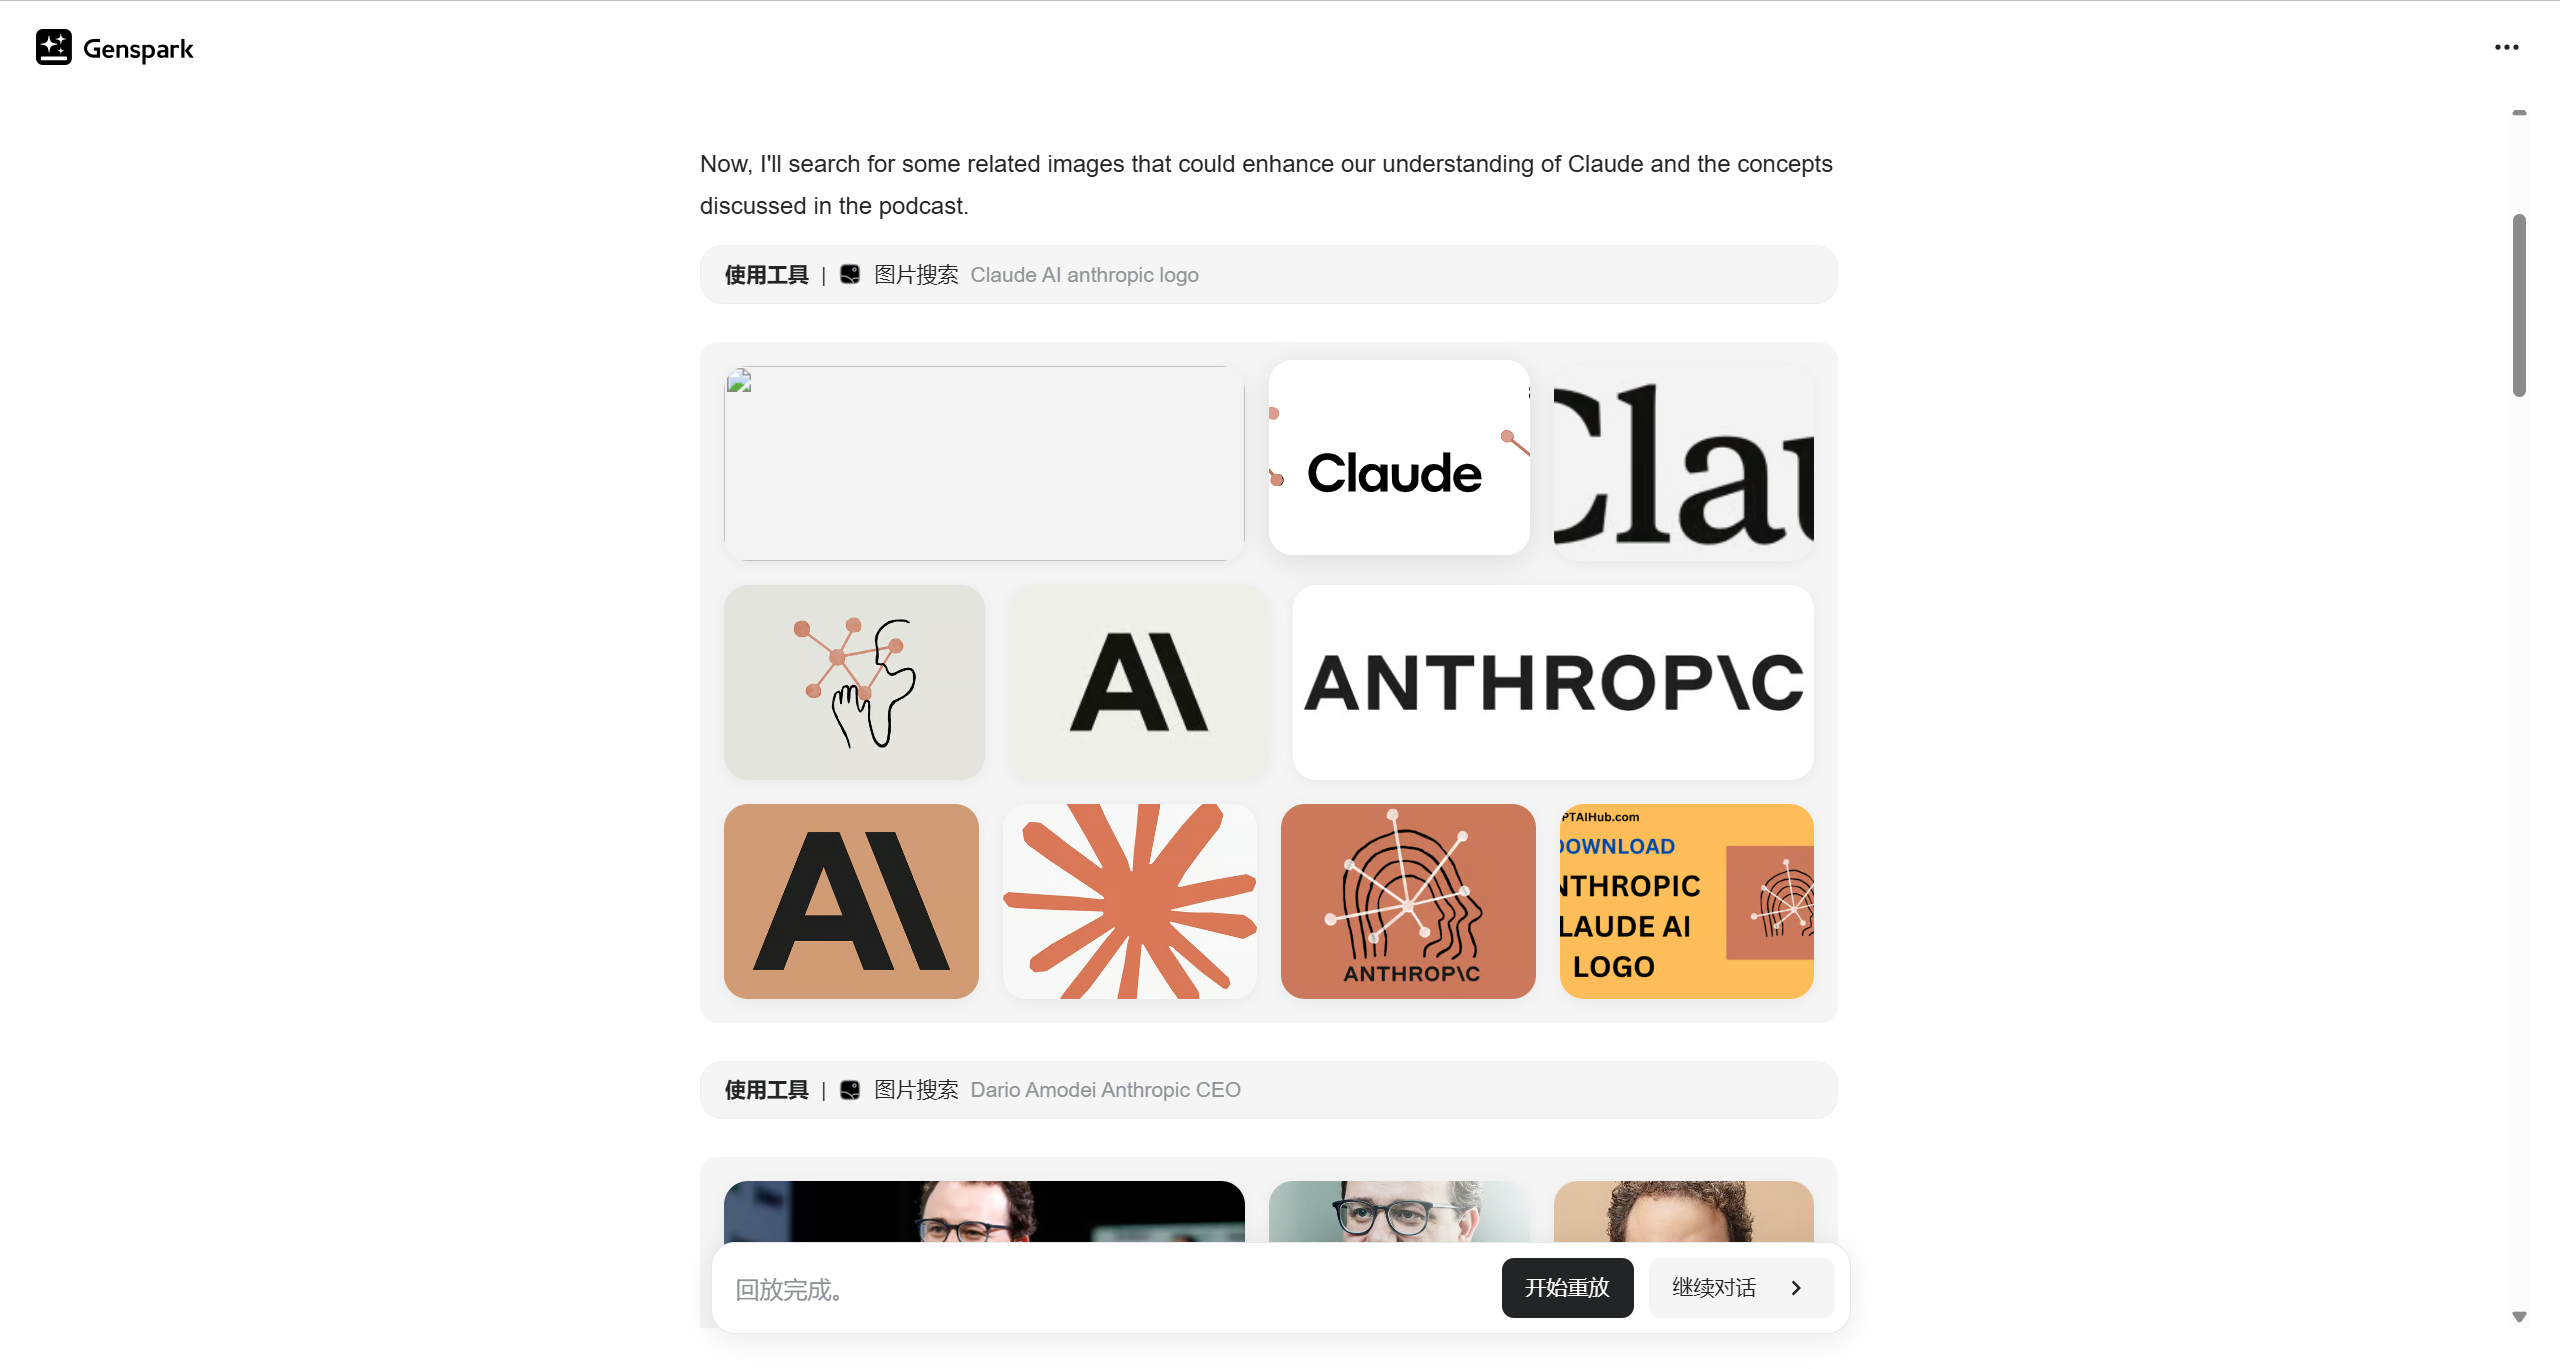 Genspark
Now, I'll search for some related images that could enhance our understanding of Claude and the concepts
discussed in the podcast.
使用工具 | 图片搜索 Claude AI anthropic logo
Claude
Clau
AI
ANTHROP\C
A\
ANTHROP\C
PTAIHub.com
DOWNLOAD
NTHROPIC
LAUDE AI
LOGO
使用工具 | 图片搜索 Dario Amodei Anthropic CEO
回放完成。
开始重放
继续对话